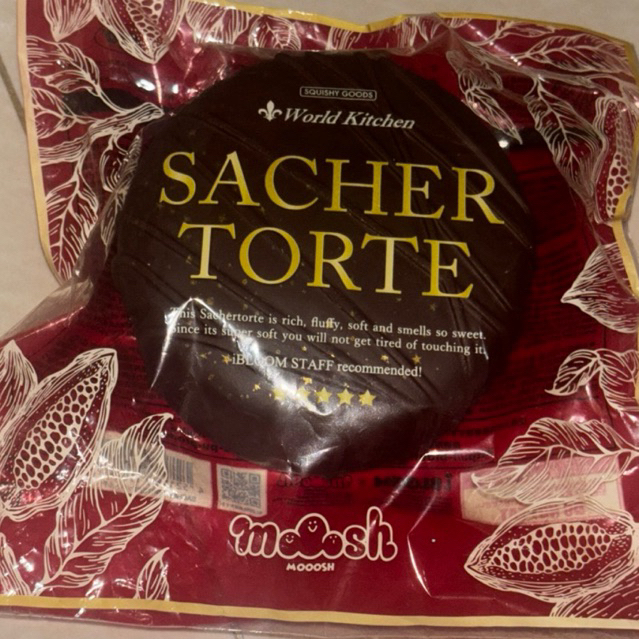 SQUISHY GOODS
World Kitchen
SACHER
TORTE
This Sachertorte is rich, fluffy, soft and smells so sweet.
Since its super soft you will not get tired of touching it.
iBLOOM STAFF recommended!
mooosh
MOOOSH